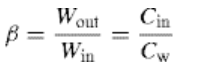 β = W_out / W_in = C_in / C_w